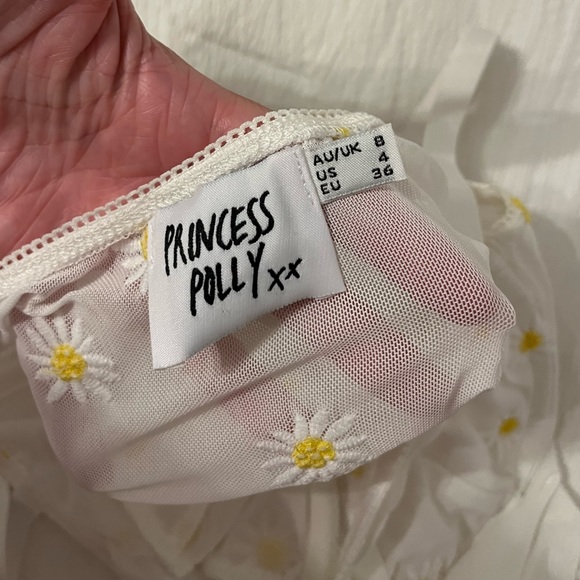 PRINCESS
POLLY xx
AU/UK 8
US 4
EU 36